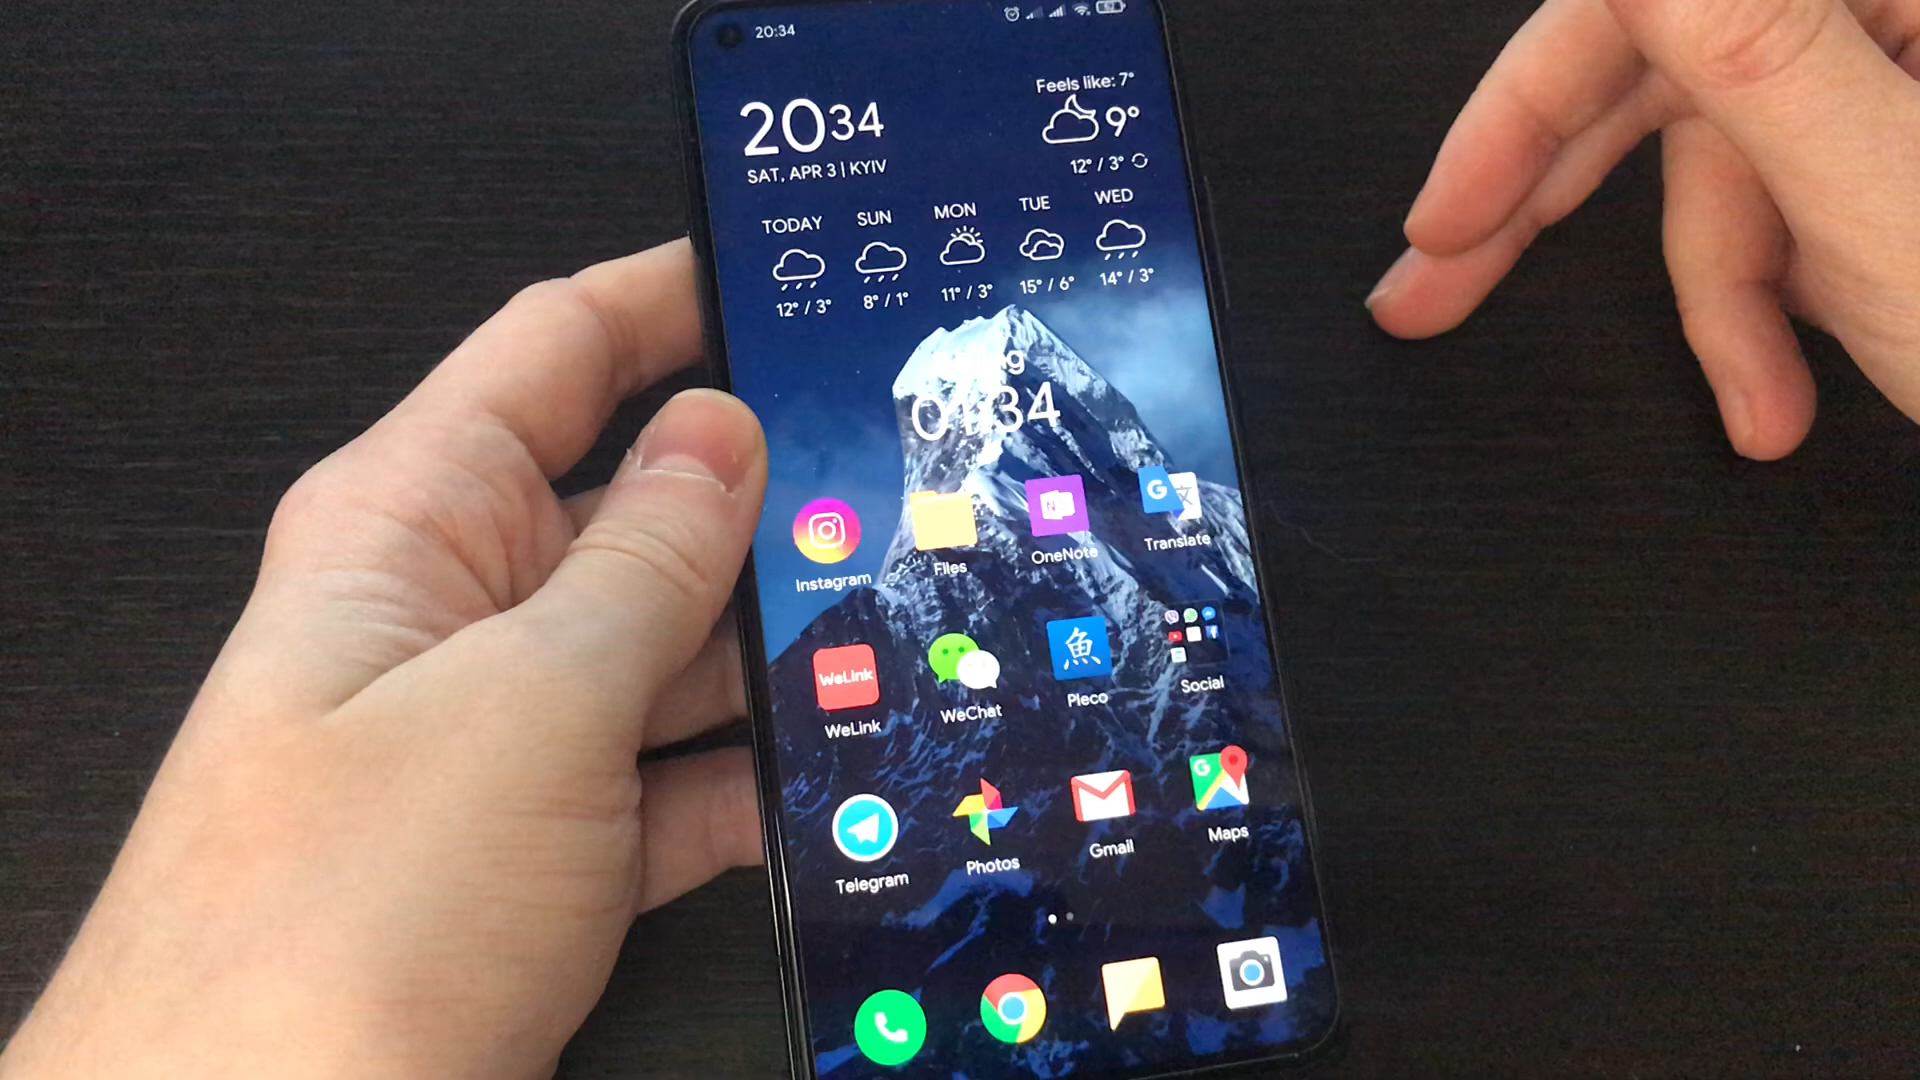 20:34
Feels like: 7°
2034
9°
SAT, APR 3 | KYIV
12° / 3°
TODAY SUN MON TUE WED
12° / 3° 8° / 1° 11° / 3° 15° / 6° 14° / 3°
01:34
Instagram Files OneNote Translate
WeLink
魚
WeLink WeChat Pleco Social
Telegram Photos Gmail Maps